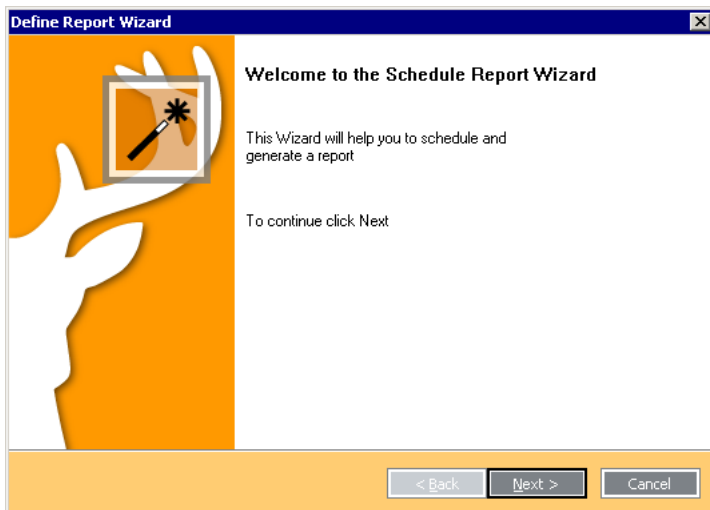 Define Report Wizard
Welcome to the Schedule Report Wizard
This Wizard will help you to schedule and
generate a report
To continue click Next
< Back
Next >
Cancel